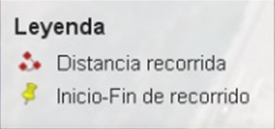 Leyenda
Distancia recorrida
Inicio-Fin de recorrido